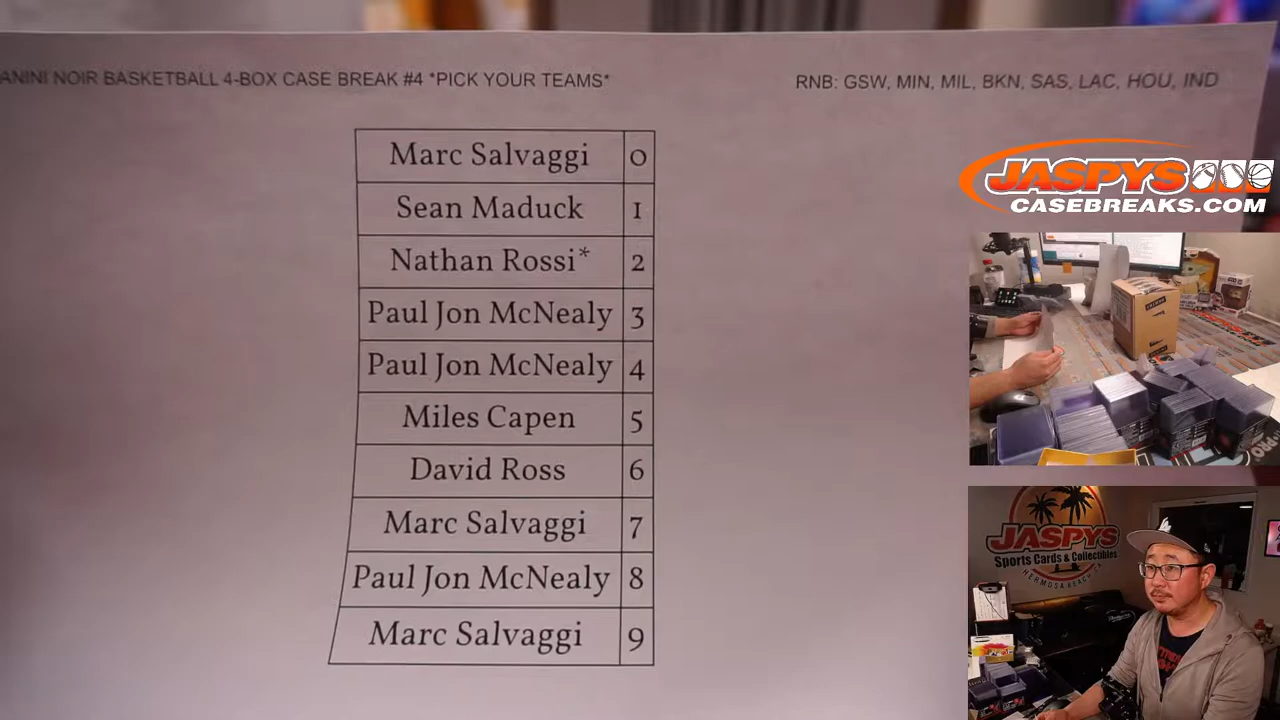 ANINI NOIR BASKETBALL 4-BOX CASE BREAK #4 *PICK YOUR TEAMS*
RNB: GSW, MIN, MIL, BKN, SAS, LAC, HOU, IND
Marc Salvaggi 0
Sean Maduck 1
Nathan Rossi* 2
Paul Jon McNealy 3
Paul Jon McNealy 4
Miles Capen 5
David Ross 6
Marc Salvaggi 7
Paul Jon McNealy 8
Marc Salvaggi 9
JASPYS
CASEBREAKS.COM
JASPYS
Sports Cards & Collectibles
HERMOSA BEACH, CA